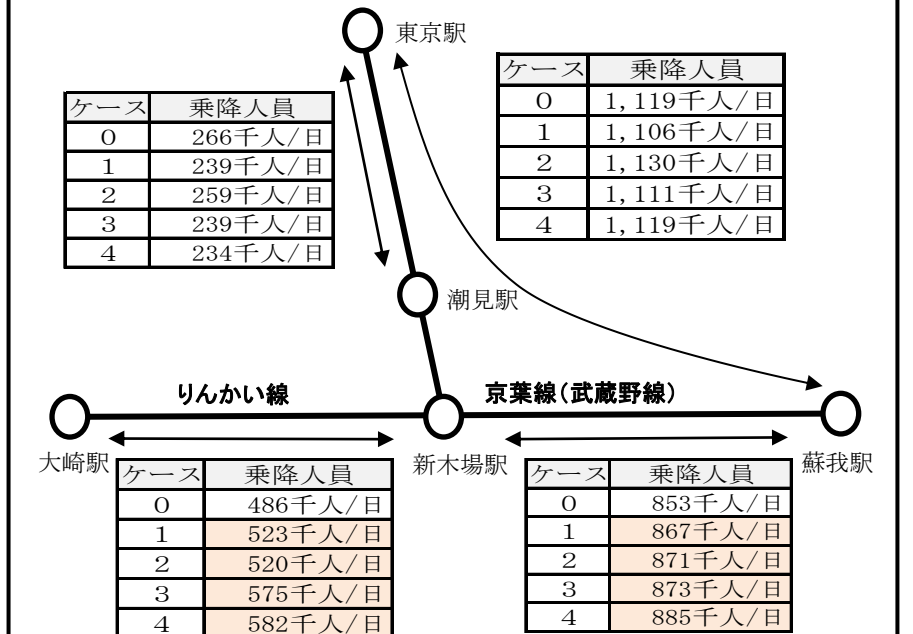 東京駅
ケース 乗降人員
0 1,119千人/日
1 1,106千人/日
2 1,130千人/日
3 1,111千人/日
4 1,119千人/日
ケース 乗降人員
0 266千人/日
1 239千人/日
2 259千人/日
3 239千人/日
4 234千人/日
潮見駅
りんかい線
京葉線(武蔵野線)
大崎駅
新木場駅
蘇我駅
ケース 乗降人員
0 486千人/日
1 523千人/日
2 520千人/日
3 575千人/日
4 582千人/日
ケース 乗降人員
0 853千人/日
1 867千人/日
2 871千人/日
3 873千人/日
4 885千人/日